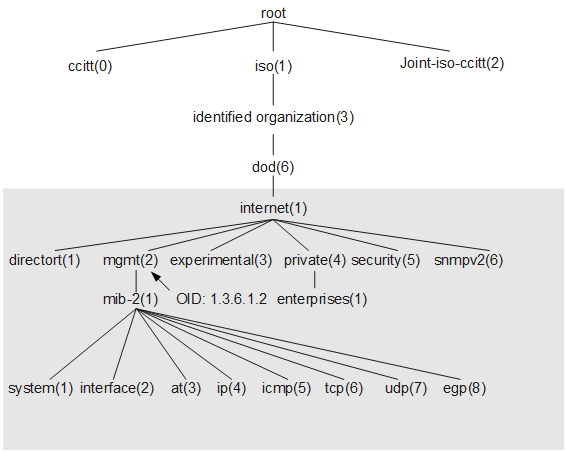 root
ccitt(0) iso(1) Joint-iso-ccitt(2)
identified organization(3)
dod(6)
internet(1)
directort(1) mgmt(2) experimental(3) private(4) security(5) snmpv2(6)
mib-2(1) OID: 1.3.6.1.2 enterprises(1)
system(1) interface(2) at(3) ip(4) icmp(5) tcp(6) udp(7) egp(8)